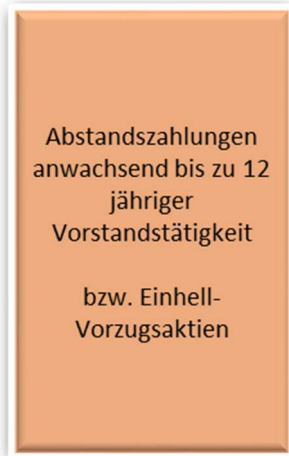 Abstandszahlungen
anwachsend bis zu 12
jähriger
Vorstandstätigkeit
bzw. Einhell-
Vorzugsaktien